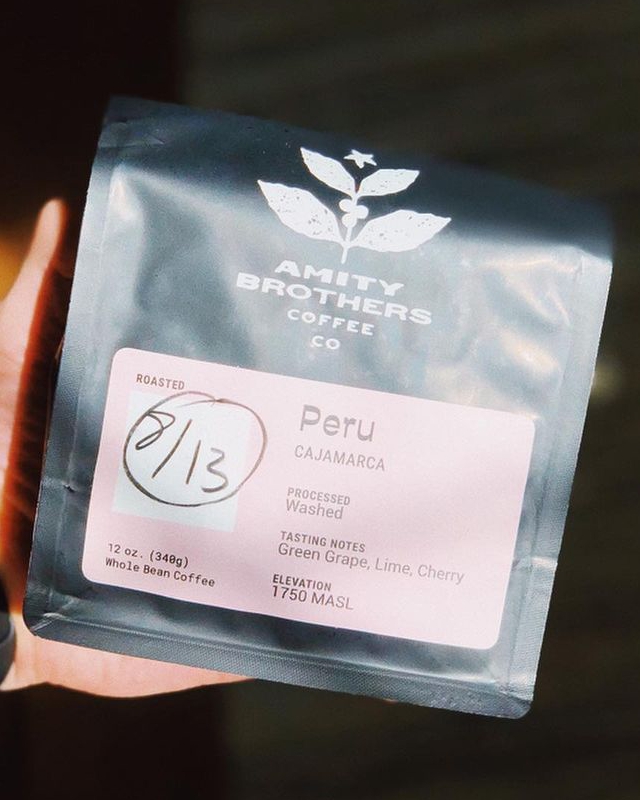 AMITY
BROTHERS
COFFEE
CO
ROASTED
8/13
12 oz. (340g)
Whole Bean Coffee
Peru
CAJAMARCA
PROCESSED
Washed
TASTING NOTES
Green Grape, Lime, Cherry
ELEVATION
1750 MASL